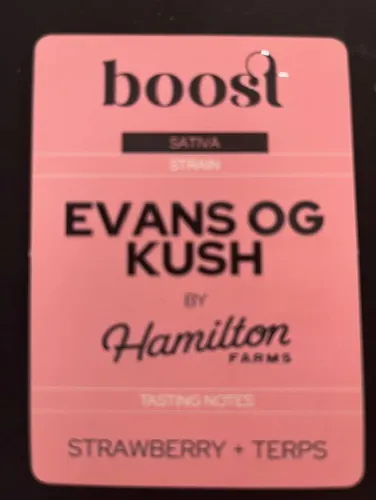 boost
SATIVA
STRAIN
EVANS OG
KUSH
BY
Hamilton
FARMS
TASTING NOTES
STRAWBERRY + TERPS